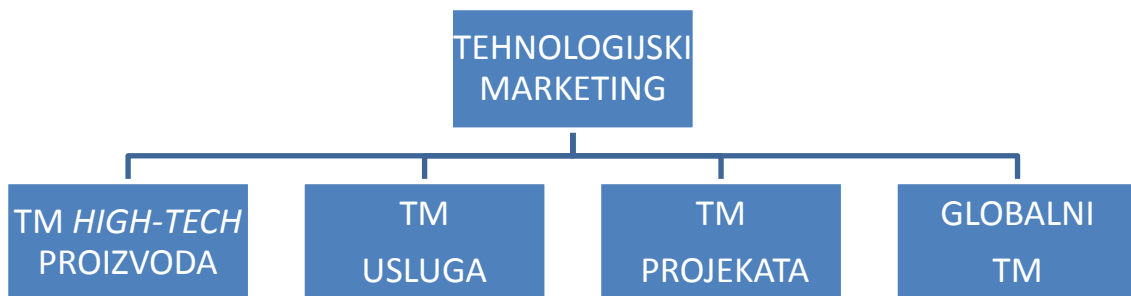 TEHNOLOGIJSKI
MARKETING
TM HIGH-TECH
PROIZVODA
TM
USLUGA
TM
PROJEKATA
GLOBALNI
TM